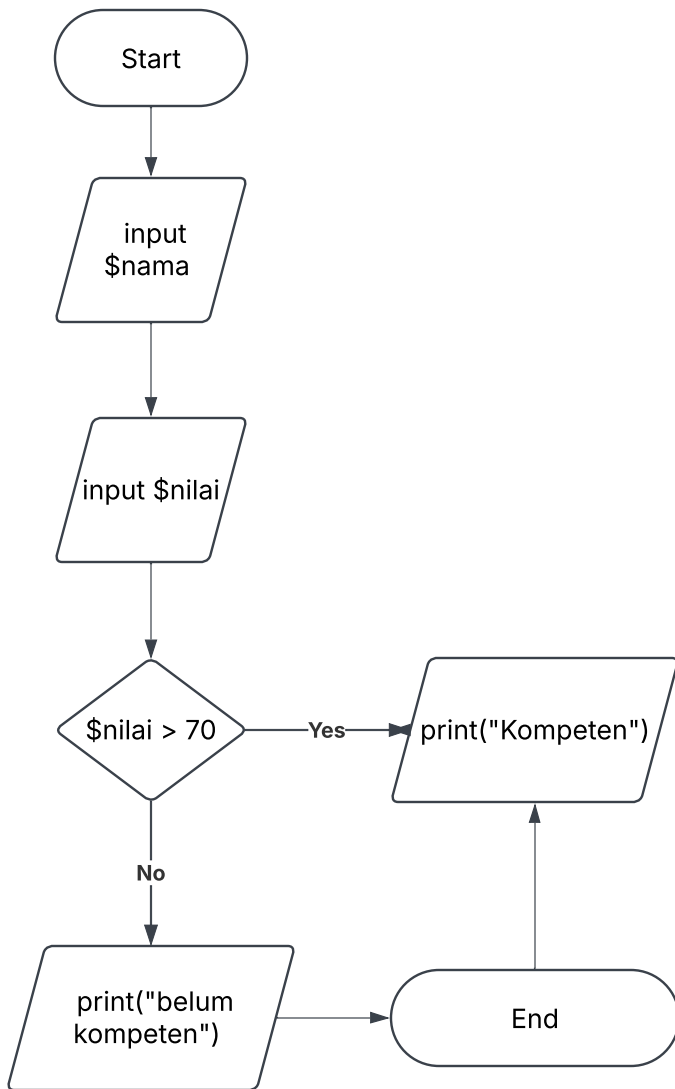 Start
input
$nama
input $nilai
$nilai > 70
Yes
print("Kompeten")
No
print("belum
kompeten")
End